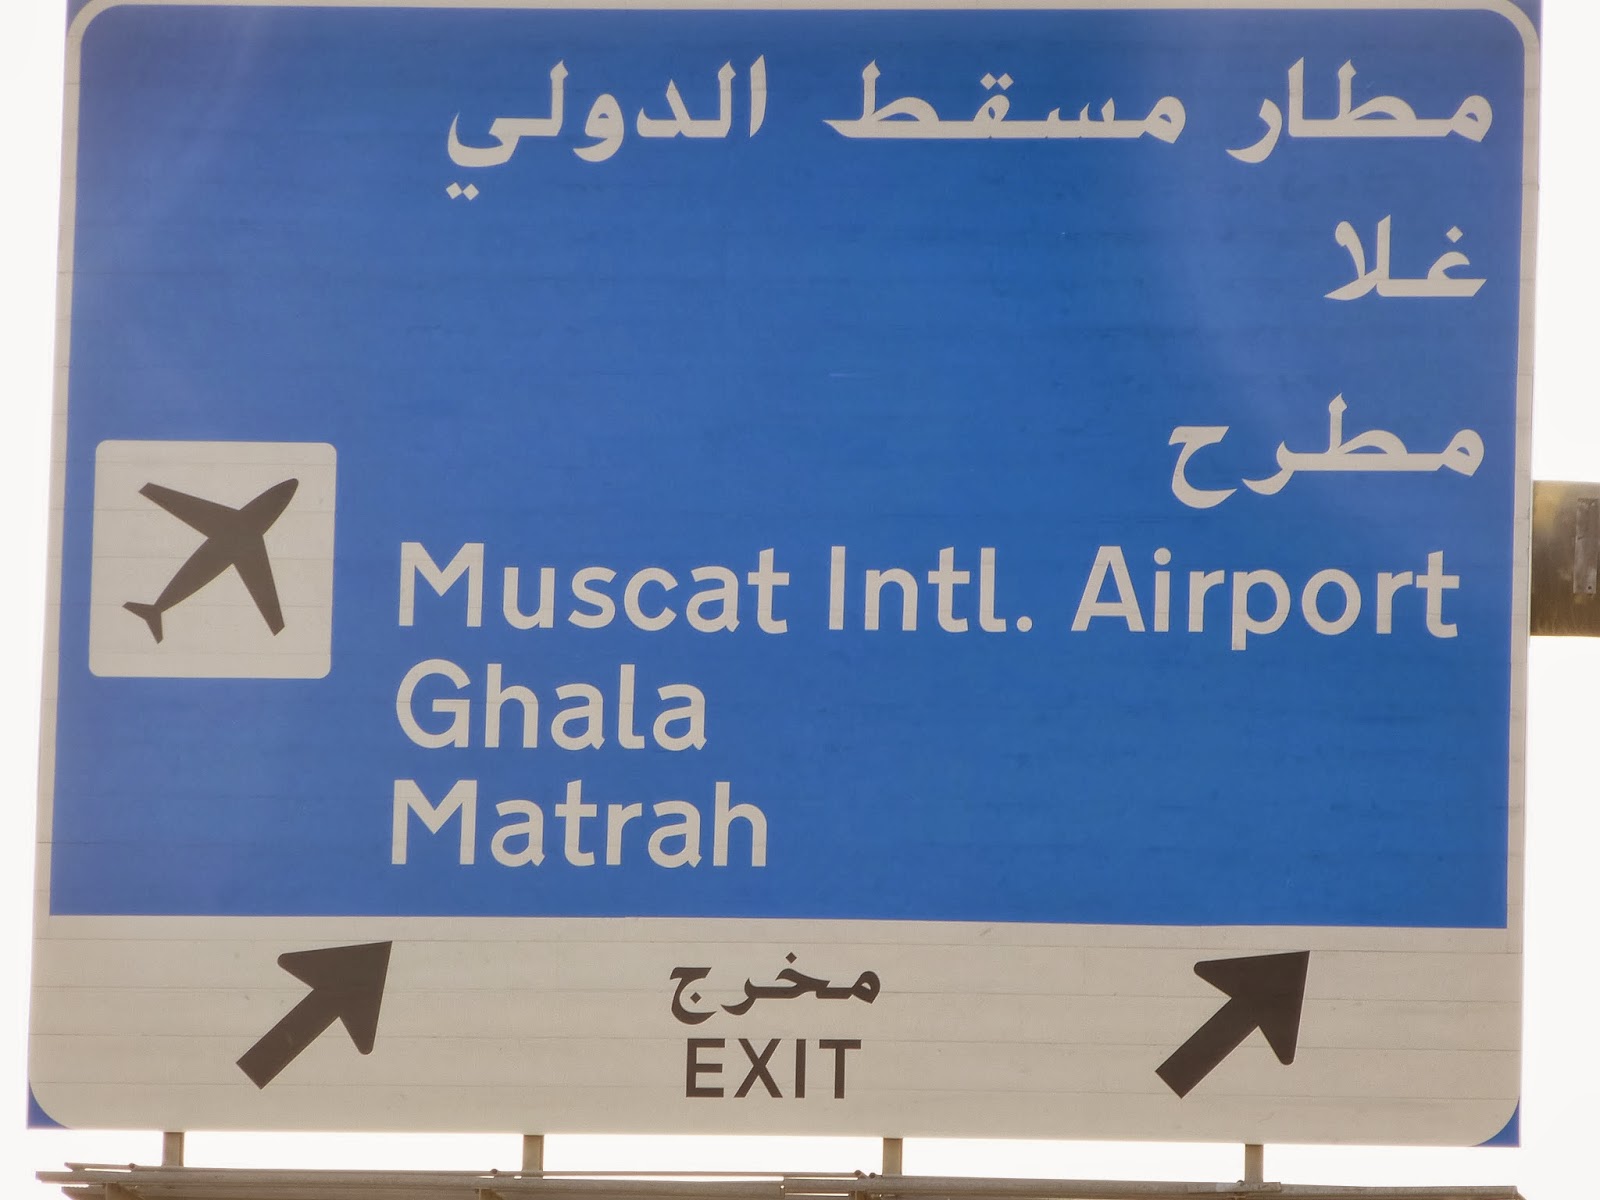 مطار مسقط الدولي
غلا
مطرح
Muscat Intl. Airport
Ghala
Matrah
مخرج
EXIT